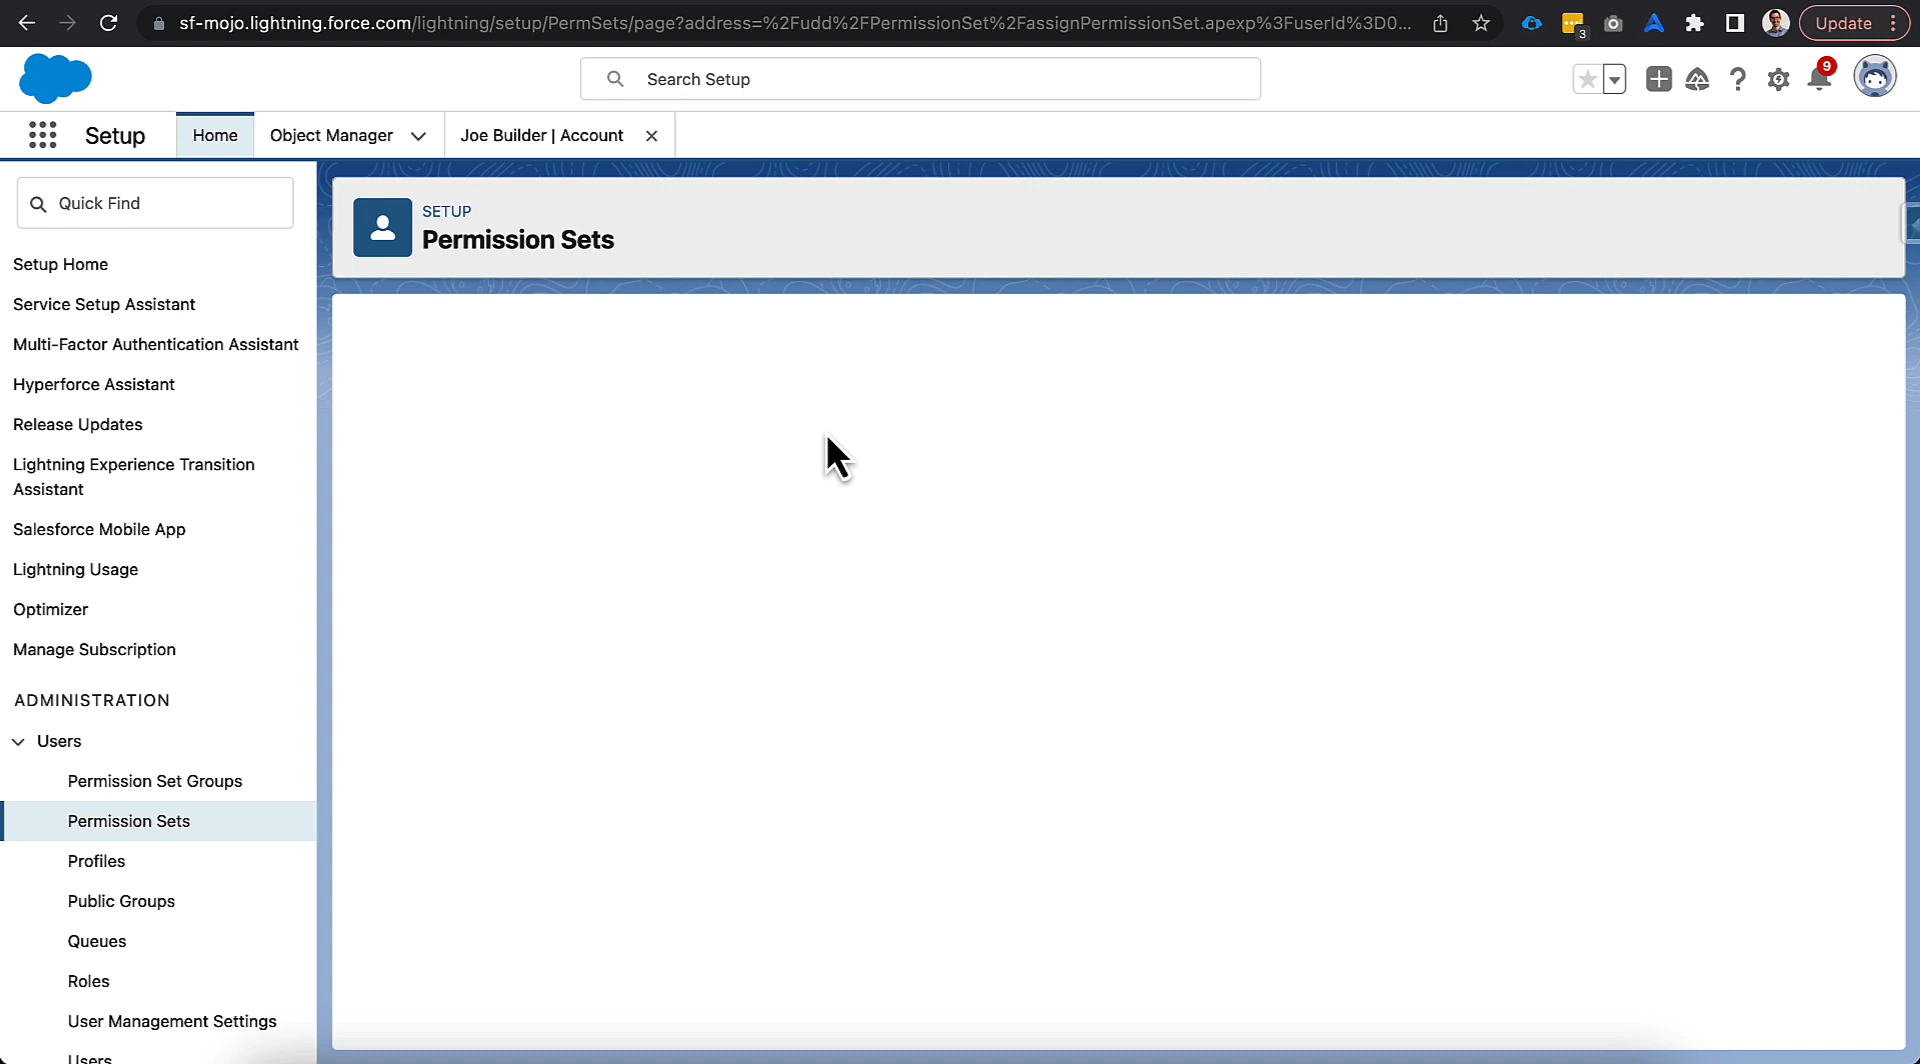 sf-mojo.lightning.force.com/lightning/setup/PermSets/page?address=%2Fudd%2FPermissionSet%2FassignPermissionSet.apexp%3FuserId%3D0...
Update
3
Search Setup
9
Setup
Home
Object Manager
Joe Builder | Account
Quick Find
SETUP
Permission Sets
Setup Home
Service Setup Assistant
Multi-Factor Authentication Assistant
Hyperforce Assistant
Release Updates
Lightning Experience Transition
Assistant
Salesforce Mobile App
Lightning Usage
Optimizer
Manage Subscription
ADMINISTRATION
Users
Permission Set Groups
Permission Sets
Profiles
Public Groups
Queues
Roles
User Management Settings
Users